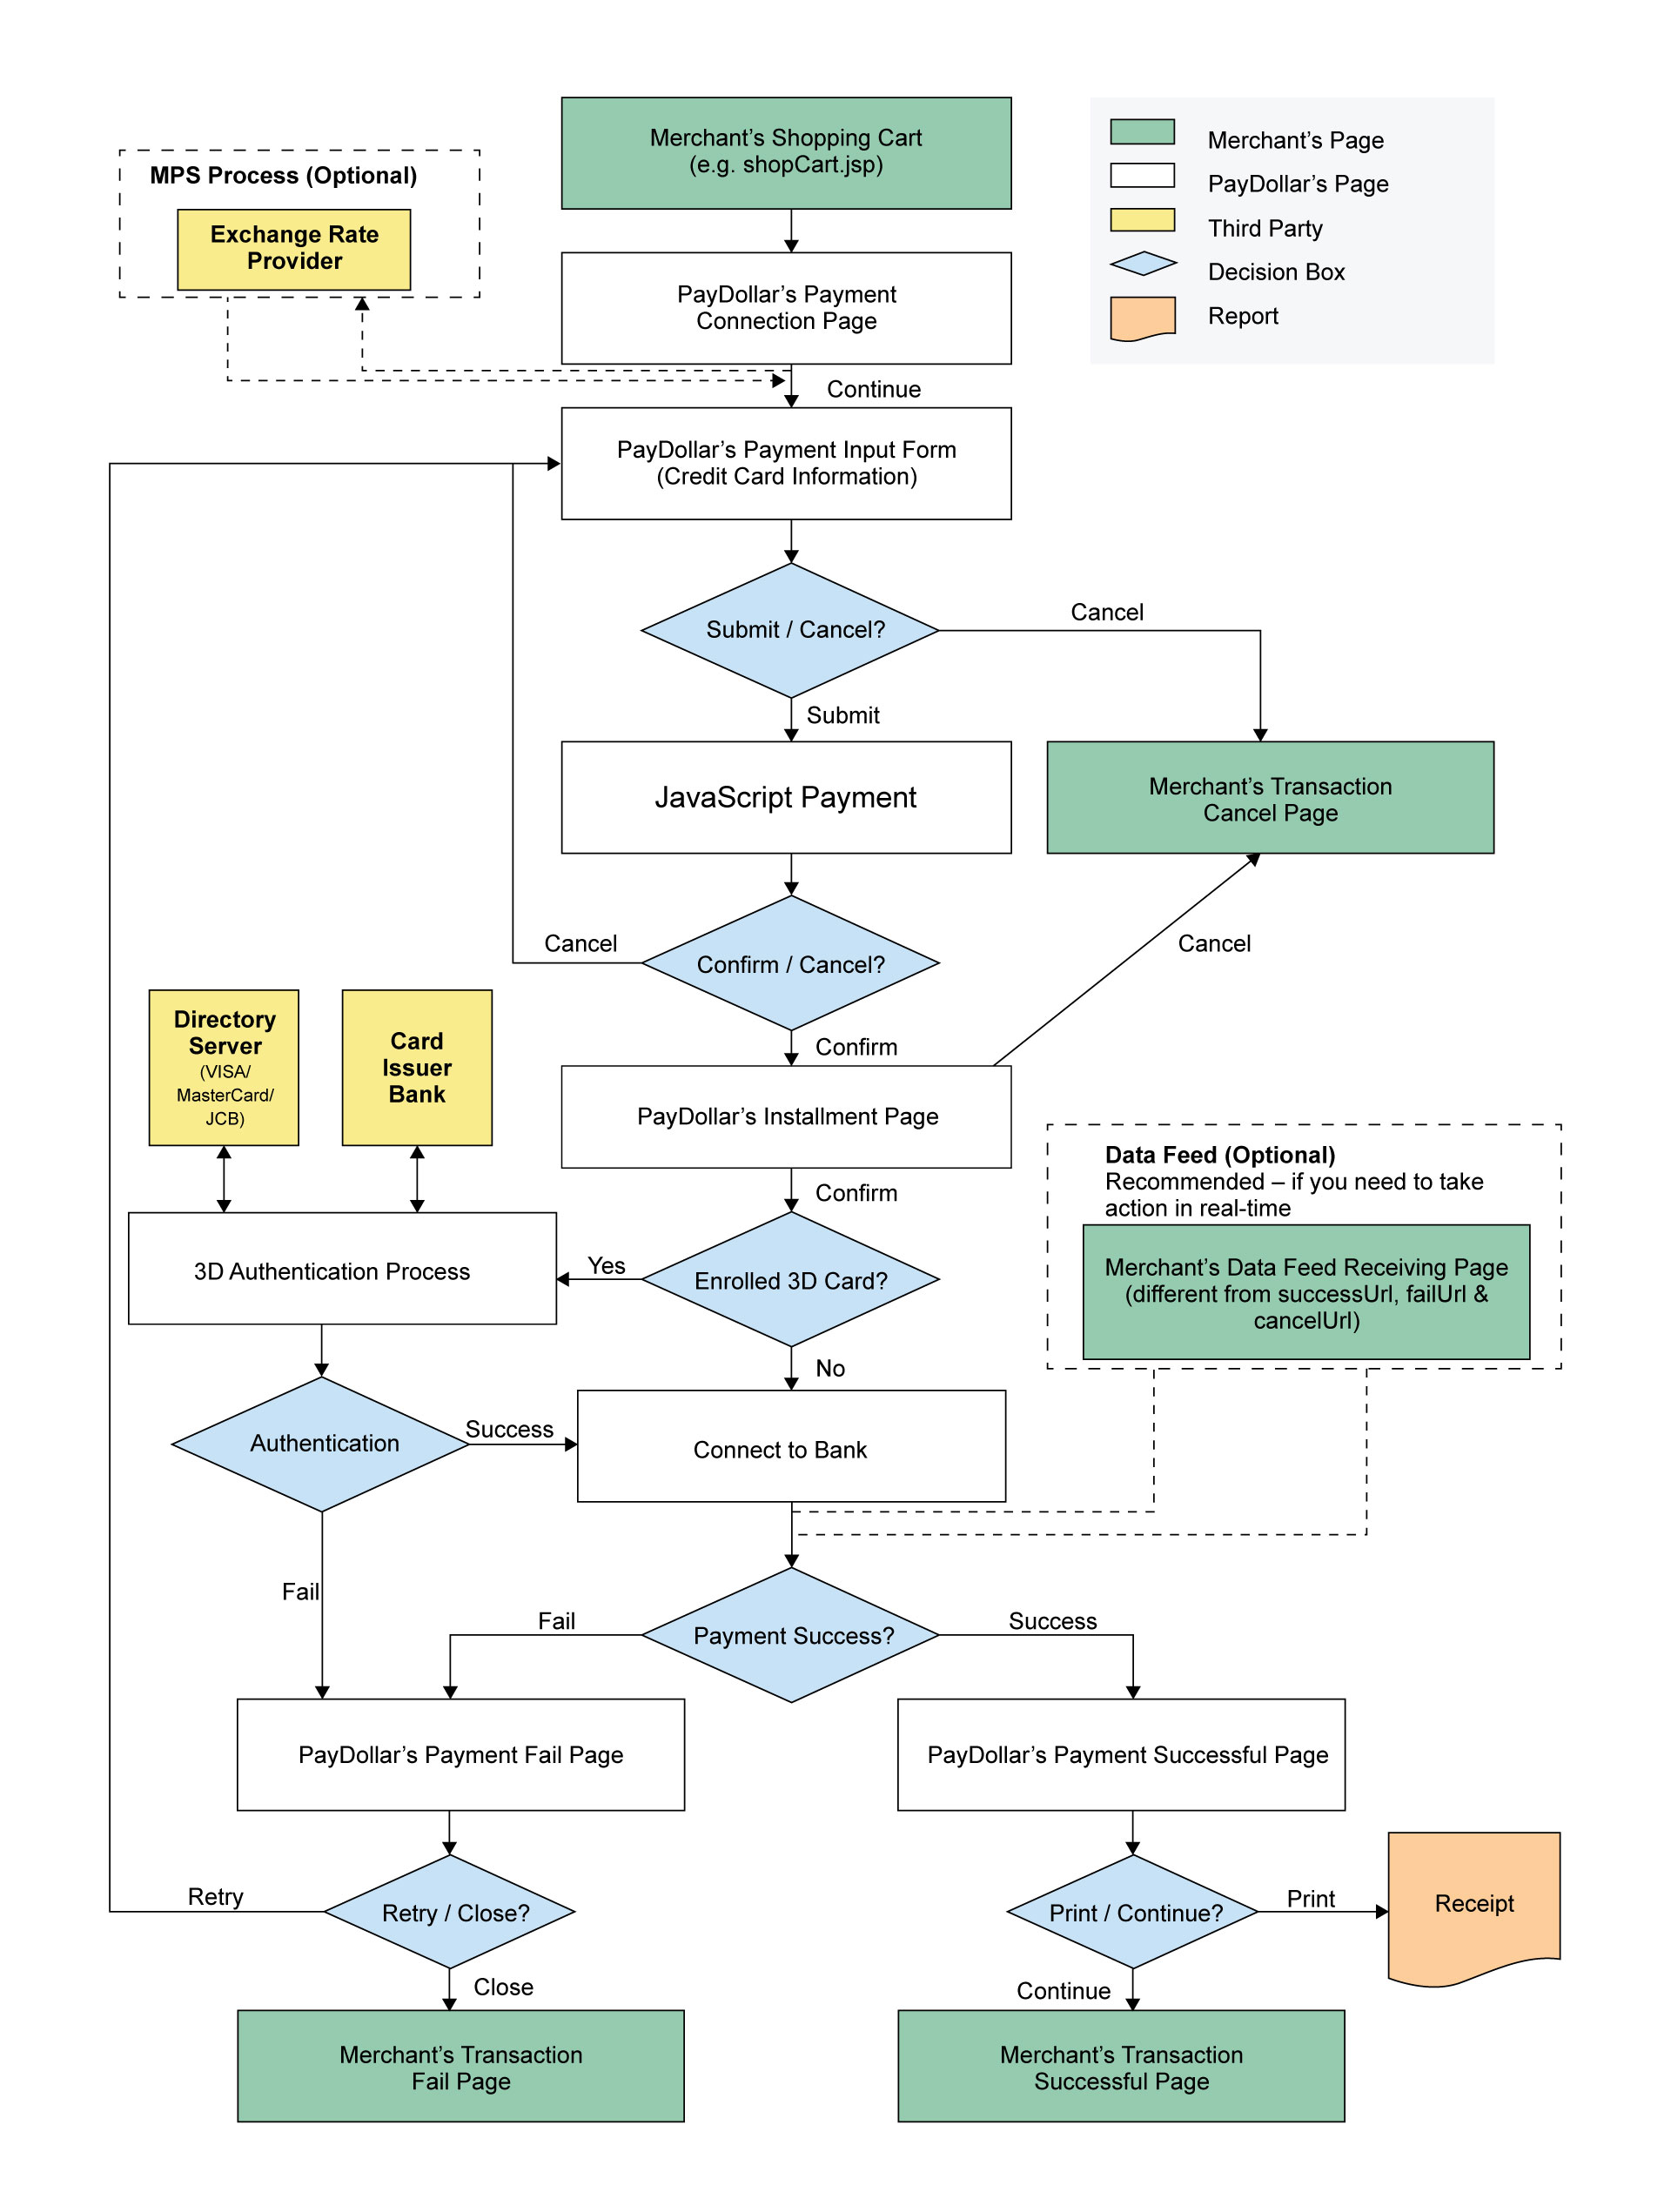 Merchant’s Shopping Cart
(e.g. shopCart.jsp)
Merchant’s Page
PayDollar’s Page
Third Party
Decision Box
Report
MPS Process (Optional)
Exchange Rate
Provider
PayDollar’s Payment
Connection Page
Continue
PayDollar’s Payment Input Form
(Credit Card Information)
Submit / Cancel?
Cancel
Submit
JavaScript Payment
Merchant’s Transaction
Cancel Page
Confirm / Cancel?
Cancel
Cancel
Confirm
Directory
Server
(VISA/
MasterCard/
JCB)
Card
Issuer
Bank
PayDollar’s Installment Page
Confirm
Data Feed (Optional)
Recommended – if you need to take
action in real-time
Merchant’s Data Feed Receiving Page
(different from successUrl, failUrl &
cancelUrl)
3D Authentication Process
Yes
Enrolled 3D Card?
No
Authentication
Success
Connect to Bank
Fail
Fail
Payment Success?
Success
PayDollar’s Payment Fail Page
PayDollar’s Payment Successful Page
Retry
Retry / Close?
Print / Continue?
Print
Receipt
Close
Continue
Merchant’s Transaction
Fail Page
Merchant’s Transaction
Successful Page